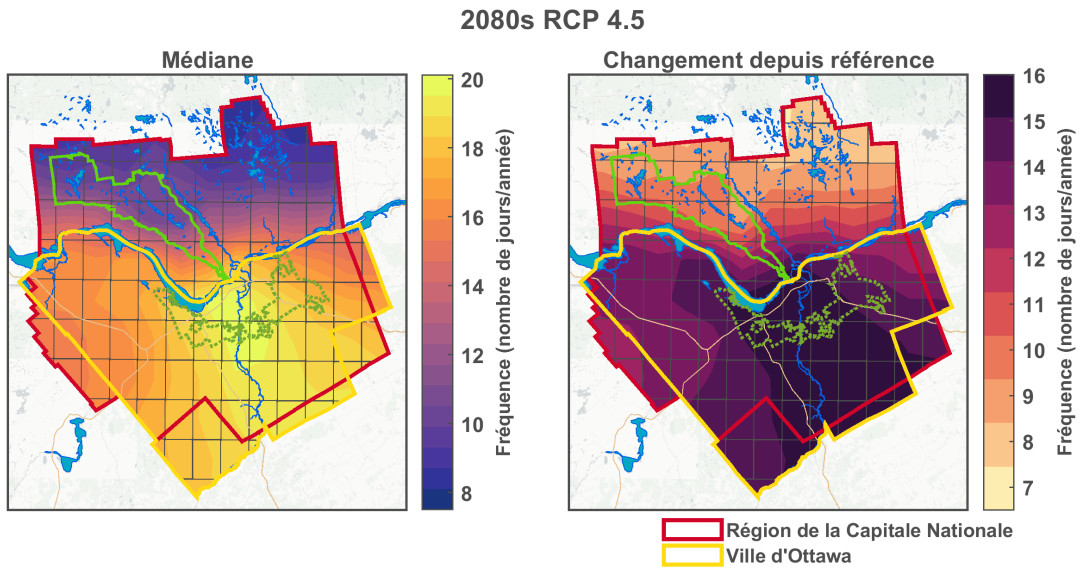 2080s RCP 4.5
Médiane
Changement depuis référence
20
18
16
14
12
10
8
Fréquence (nombre de jours/année)
16
15
14
13
12
11
10
9
8
7
Fréquence (nombre de jours/année)
Région de la Capitale Nationale
Ville d'Ottawa